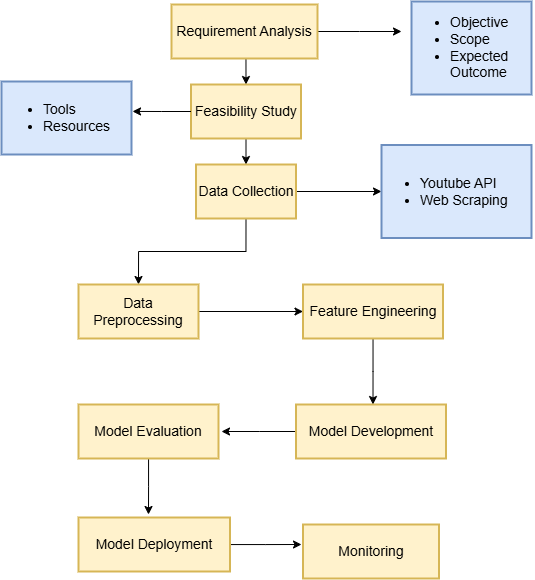 Requirement Analysis
Objective
Scope
Expected
Outcome
Tools
Resources
Feasibility Study
Data Collection
Youtube API
Web Scraping
Data
Preprocessing
Feature Engineering
Model Evaluation
Model Development
Model Deployment
Monitoring